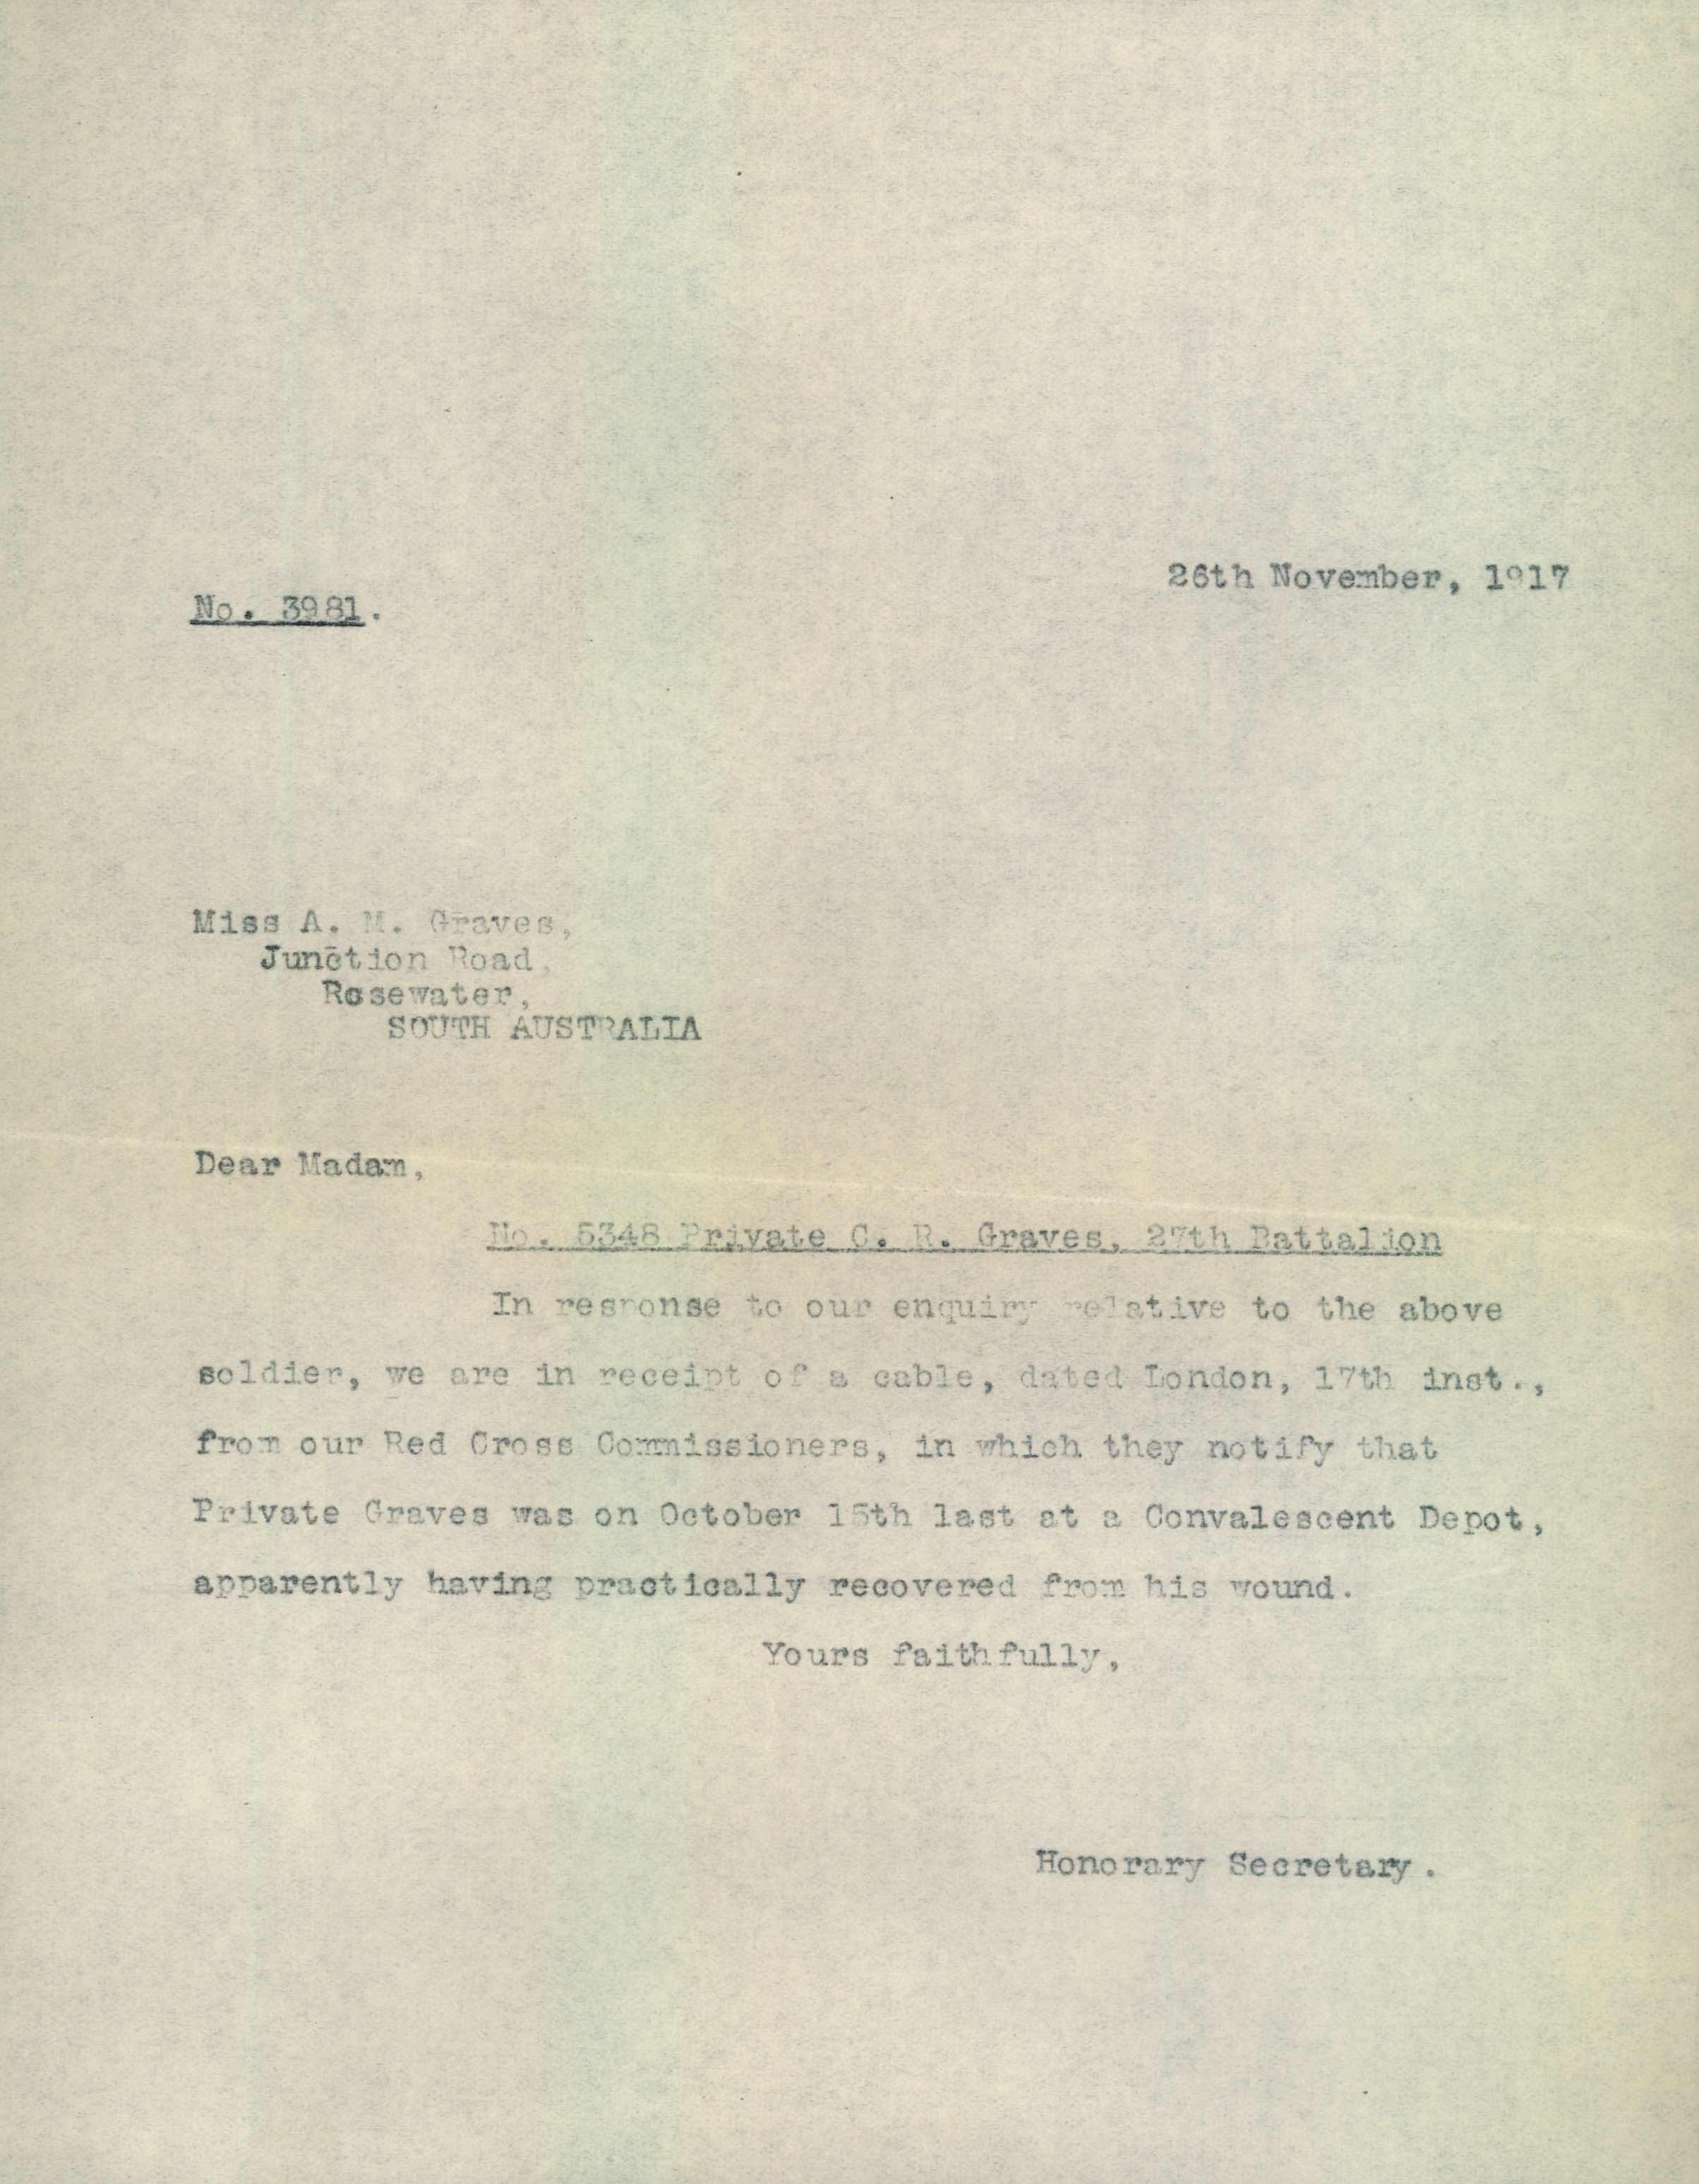 26th November, 1917
No. 3981.
Miss A. M. Graves,
Junction Road,
Rosewater,
SOUTH AUSTRALIA
Dear Madam,
No. 5348 Private C. R. Graves, 27th Battalion
In response to our enquiry relative to the above
soldier, we are in receipt of a cable, dated London, 17th inst.,
from our Red Cross Commissioners, in which they notify that
Private Graves was on October 15th last at a Convalescent Depot,
apparently having practically recovered from his wound.
Yours faithfully,
Honorary Secretary.